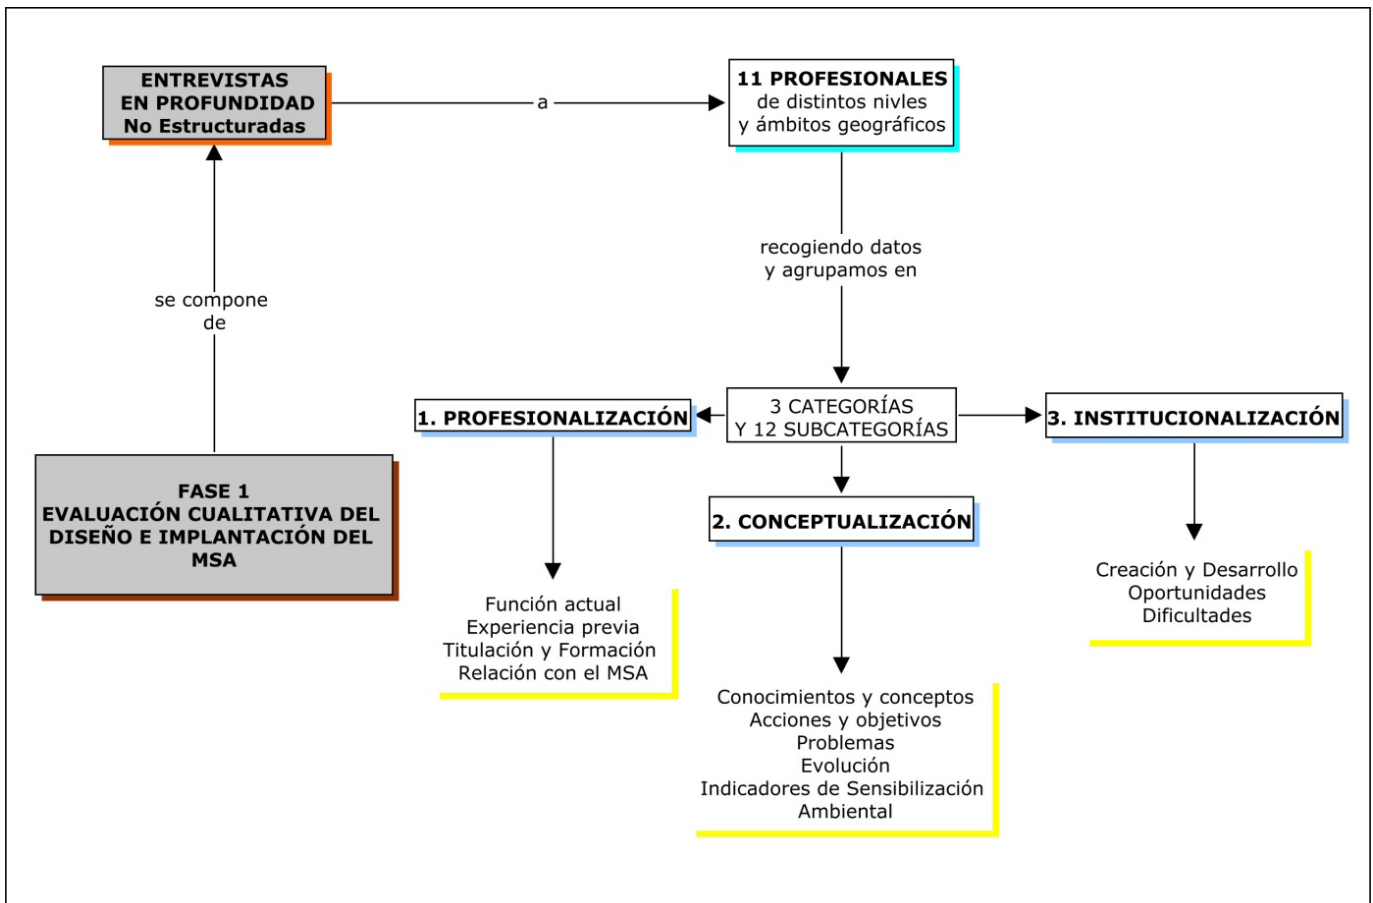 ENTREVISTAS
EN PROFUNDIDAD
No Estructuradas
a
11 PROFESIONALES
de distintos nivles
y ámbitos geográficos
recogiendo datos
y agrupamos en
se compone
de
FASE 1
EVALUACIÓN CUALITATIVA DEL
DISEÑO E IMPLANTACIÓN DEL
MSA
3 CATEGORÍAS
Y 12 SUBCATEGORÍAS
1. PROFESIONALIZACIÓN
Función actual
Experiencia previa
Titulación y Formación
Relación con el MSA
2. CONCEPTUALIZACIÓN
Conocimientos y conceptos
Acciones y objetivos
Problemas
Evolución
Indicadores de Sensibilización
Ambiental
3. INSTITUCIONALIZACIÓN
Creación y Desarrollo
Oportunidades
Dificultades